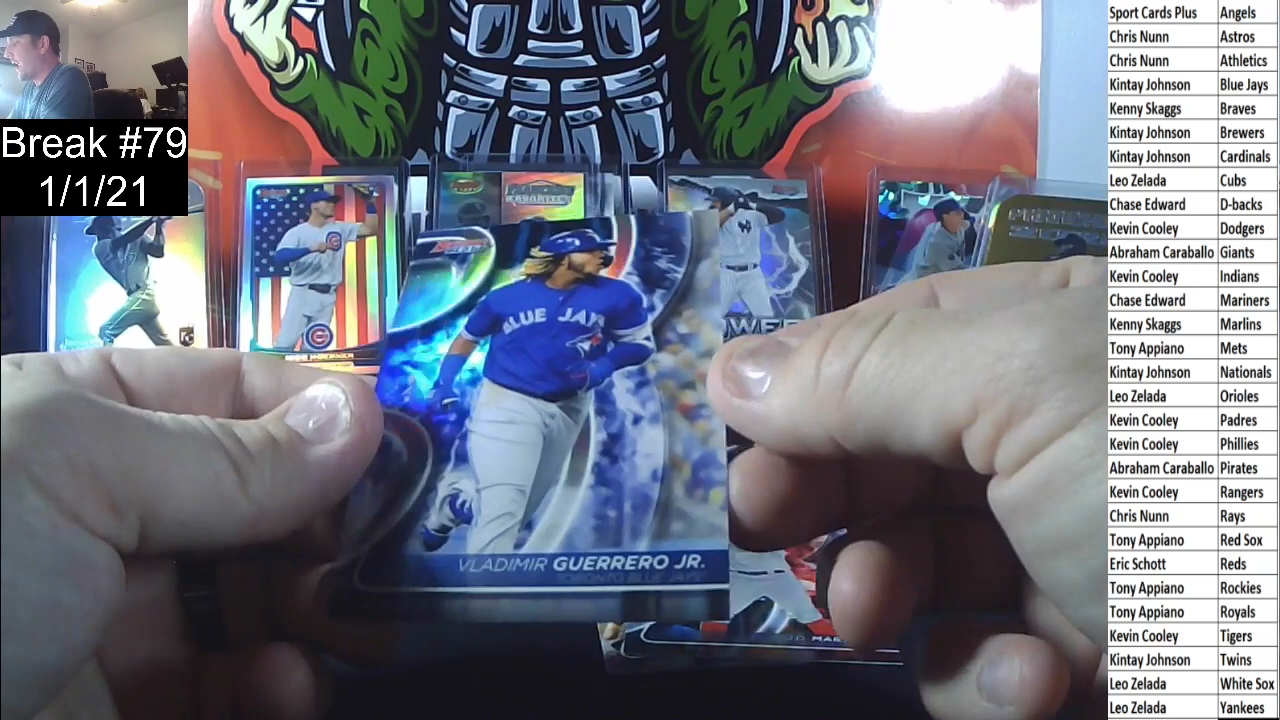 Break #79
1/1/21
BLUE JAYS
VLADIMIR GUERRERO JR.
TORONTO BLUE JAYS
Sport Cards Plus Angels
Chris Nunn Astros
Chris Nunn Athletics
Kintay Johnson Blue Jays
Kenny Skaggs Braves
Kintay Johnson Brewers
Kintay Johnson Cardinals
Leo Zelada Cubs
Chase Edward D-backs
Kevin Cooley Dodgers
Abraham Caraballo Giants
Kevin Cooley Indians
Chase Edward Mariners
Kenny Skaggs Marlins
Tony Appiano Mets
Kintay Johnson Nationals
Leo Zelada Orioles
Kevin Cooley Padres
Kevin Cooley Phillies
Abraham Caraballo Pirates
Kevin Cooley Rangers
Chris Nunn Rays
Tony Appiano Red Sox
Eric Schott Reds
Tony Appiano Rockies
Tony Appiano Royals
Kevin Cooley Tigers
Kintay Johnson Twins
Leo Zelada White Sox
Leo Zelada Yankees